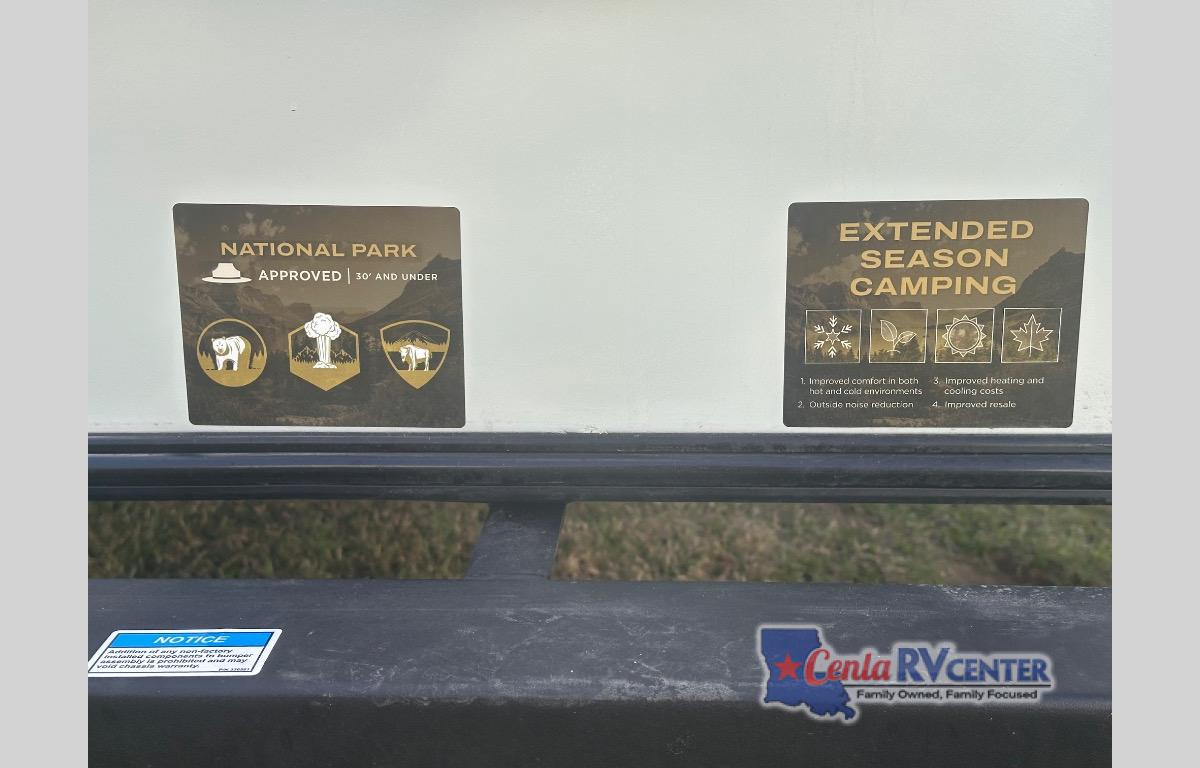 NATIONAL PARK
APPROVED | 30' AND UNDER
EXTENDED
SEASON
CAMPING
1. Improved comfort in both
hot and cold environments
2. Outside noise reduction
3. Improved heating and
cooling costs
4. Improved resale
NOTICE
Addition of any non-factory
installed components to bumper
assembly is prohibited and may
void chassis warranty.
Cenla RV CENTER
Family Owned, Family Focused